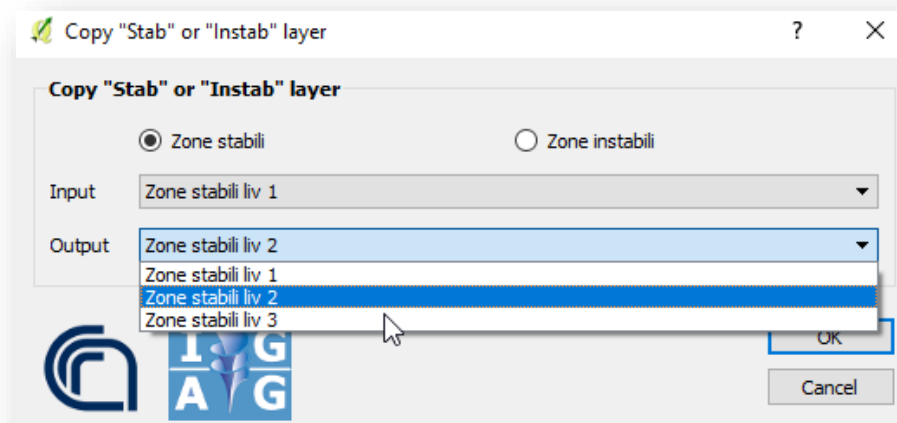 Copy "Stab" or "Instab" layer ?
Copy "Stab" or "Instab" layer
Zone stabili Zone instabili
Input Zone stabili liv 1
Output Zone stabili liv 2
Zone stabili liv 1
Zone stabili liv 2
Zone stabili liv 3
I G
A G
OK
Cancel